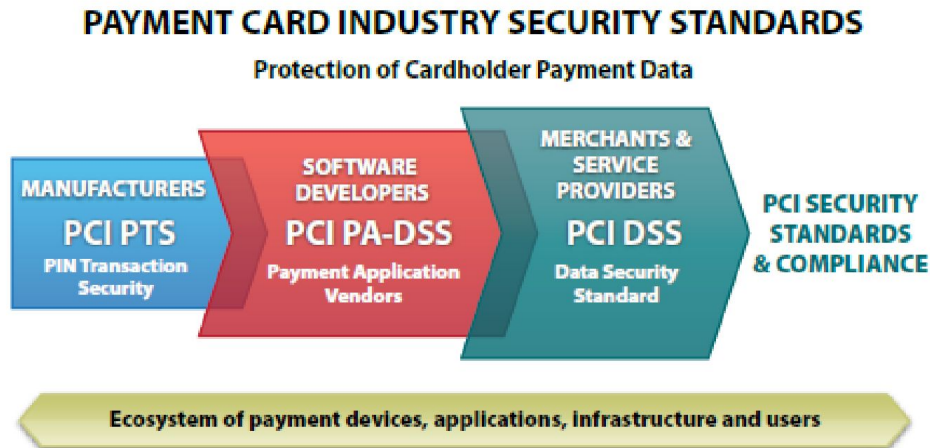 PAYMENT CARD INDUSTRY SECURITY STANDARDS
Protection of Cardholder Payment Data
MANUFACTURERS
PCI PTS
PIN Transaction
Security
SOFTWARE
DEVELOPERS
PCI PA-DSS
Payment Application
Vendors
MERCHANTS &
SERVICE
PROVIDERS
PCI DSS
Data Security
Standard
PCI SECURITY
STANDARDS
& COMPLIANCE
Ecosystem of payment devices, applications, infrastructure and users